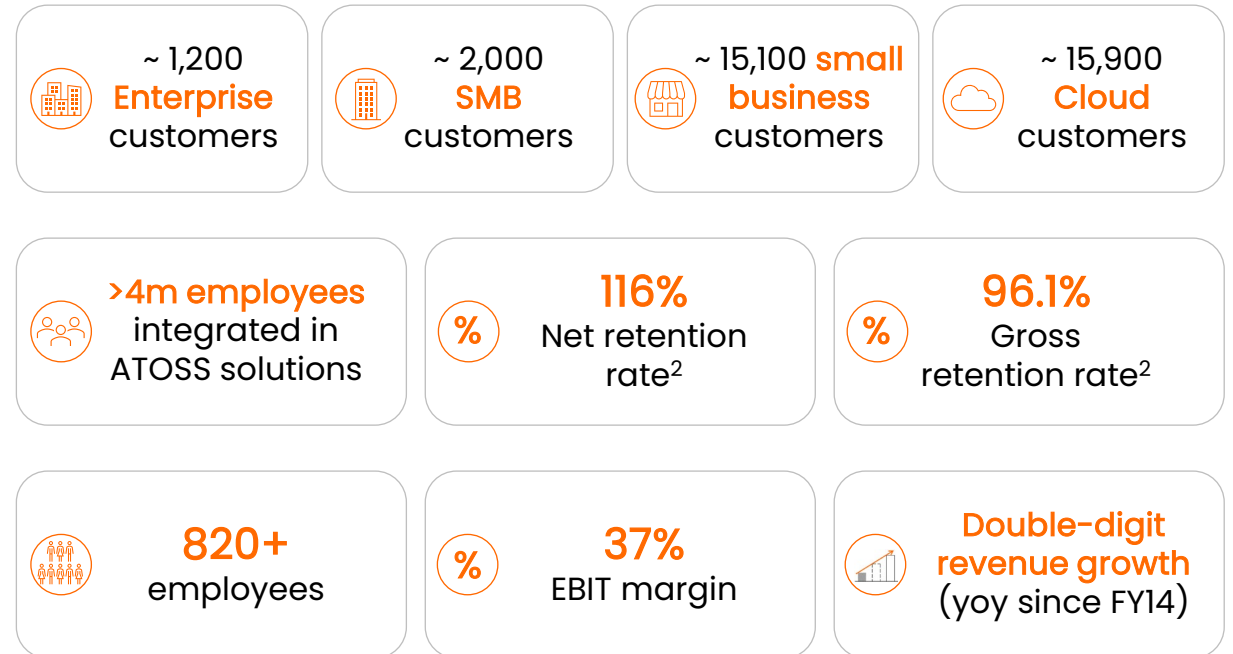 ~ 1,200
Enterprise
customers
~ 2,000
SMB
customers
~ 15,100 small
business
customers
~ 15,900
Cloud
customers
>4m employees
integrated in
ATOSS solutions
%
116%
Net retention
rate²
%
96.1%
Gross
retention rate²
820+
employees
%
37%
EBIT margin
Double-digit
revenue growth
(yoy since FY14)